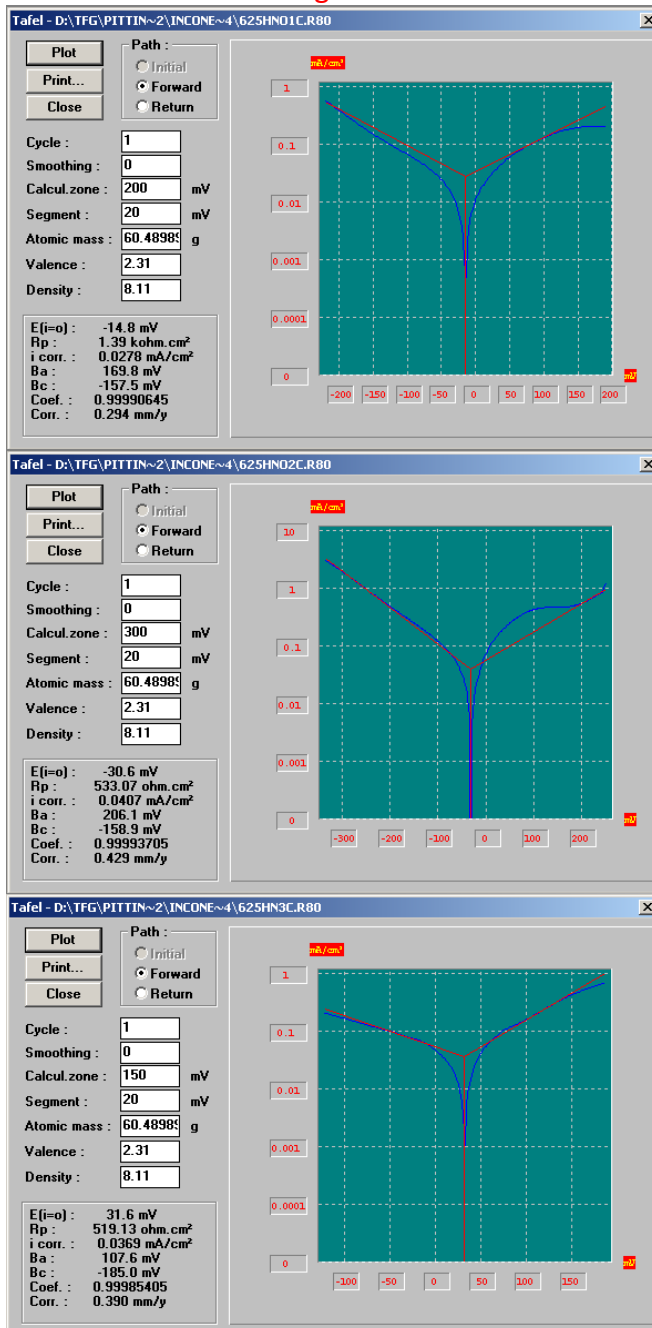 Tafel - D:\TFG\PITTIN~2\INCONE~4\625HNO1C.R80
Plot
Print...
Close
Path :
Initial
Forward
Return
Cycle : 1
Smoothing : 0
Calcul.zone : 200 mV
Segment : 20 mV
Atomic mass : 60.4898 g
Valence : 2.31
Density : 8.11
E(i=o) : -14.8 mV
Rp : 1.39 kohm.cm²
i corr. : 0.0278 mA/cm²
Ba : 169.8 mV
Bc : -157.5 mV
Coef. : 0.99990645
Corr. : 0.294 mm/y
mA/cm²
1
0.1
0.01
0.001
0.0001
0
-200 -150 -100 -50 0 50 100 150 200
mV
Tafel - D:\TFG\PITTIN~2\INCONE~4\625HNO2C.R80
Plot
Print...
Close
Path :
Initial
Forward
Return
Cycle : 1
Smoothing : 0
Calcul.zone : 300 mV
Segment : 20 mV
Atomic mass : 60.4898 g
Valence : 2.31
Density : 8.11
E(i=o) : -30.6 mV
Rp : 533.07 ohm.cm²
i corr. : 0.0407 mA/cm²
Ba : 206.1 mV
Bc : -158.9 mV
Coef. : 0.99993705
Corr. : 0.429 mm/y
mA/cm²
10
1
0.1
0.01
0.001
0
-300 -200 -100 0 100 200
mV
Tafel - D:\TFG\PITTIN~2\INCONE~4\625HN3C.R80
Plot
Print...
Close
Path :
Initial
Forward
Return
Cycle : 1
Smoothing : 0
Calcul.zone : 150 mV
Segment : 20 mV
Atomic mass : 60.4898 g
Valence : 2.31
Density : 8.11
E(i=o) : 31.6 mV
Rp : 519.13 ohm.cm²
i corr. : 0.0369 mA/cm²
Ba : 107.6 mV
Bc : -185.0 mV
Coef. : 0.99985405
Corr. : 0.390 mm/y
mA/cm²
1
0.1
0.01
0.001
0.0001
0
-100 -50 0 50 100 150
mV